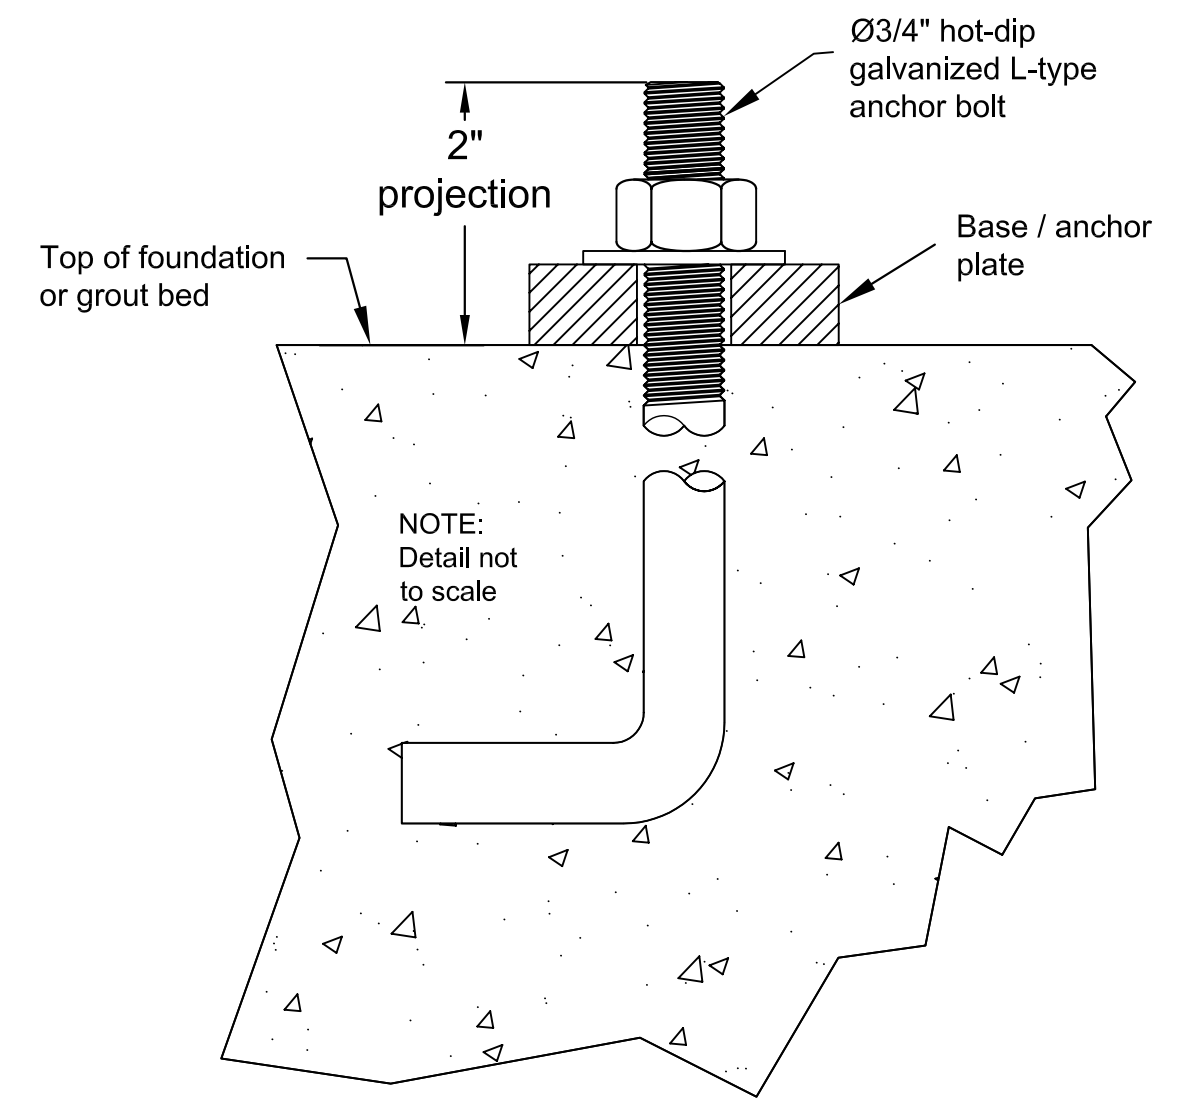 Ø3/4" hot-dip
galvanized L-type
anchor bolt
2"
projection
Base / anchor
plate
Top of foundation
or grout bed
NOTE:
Detail not
to scale